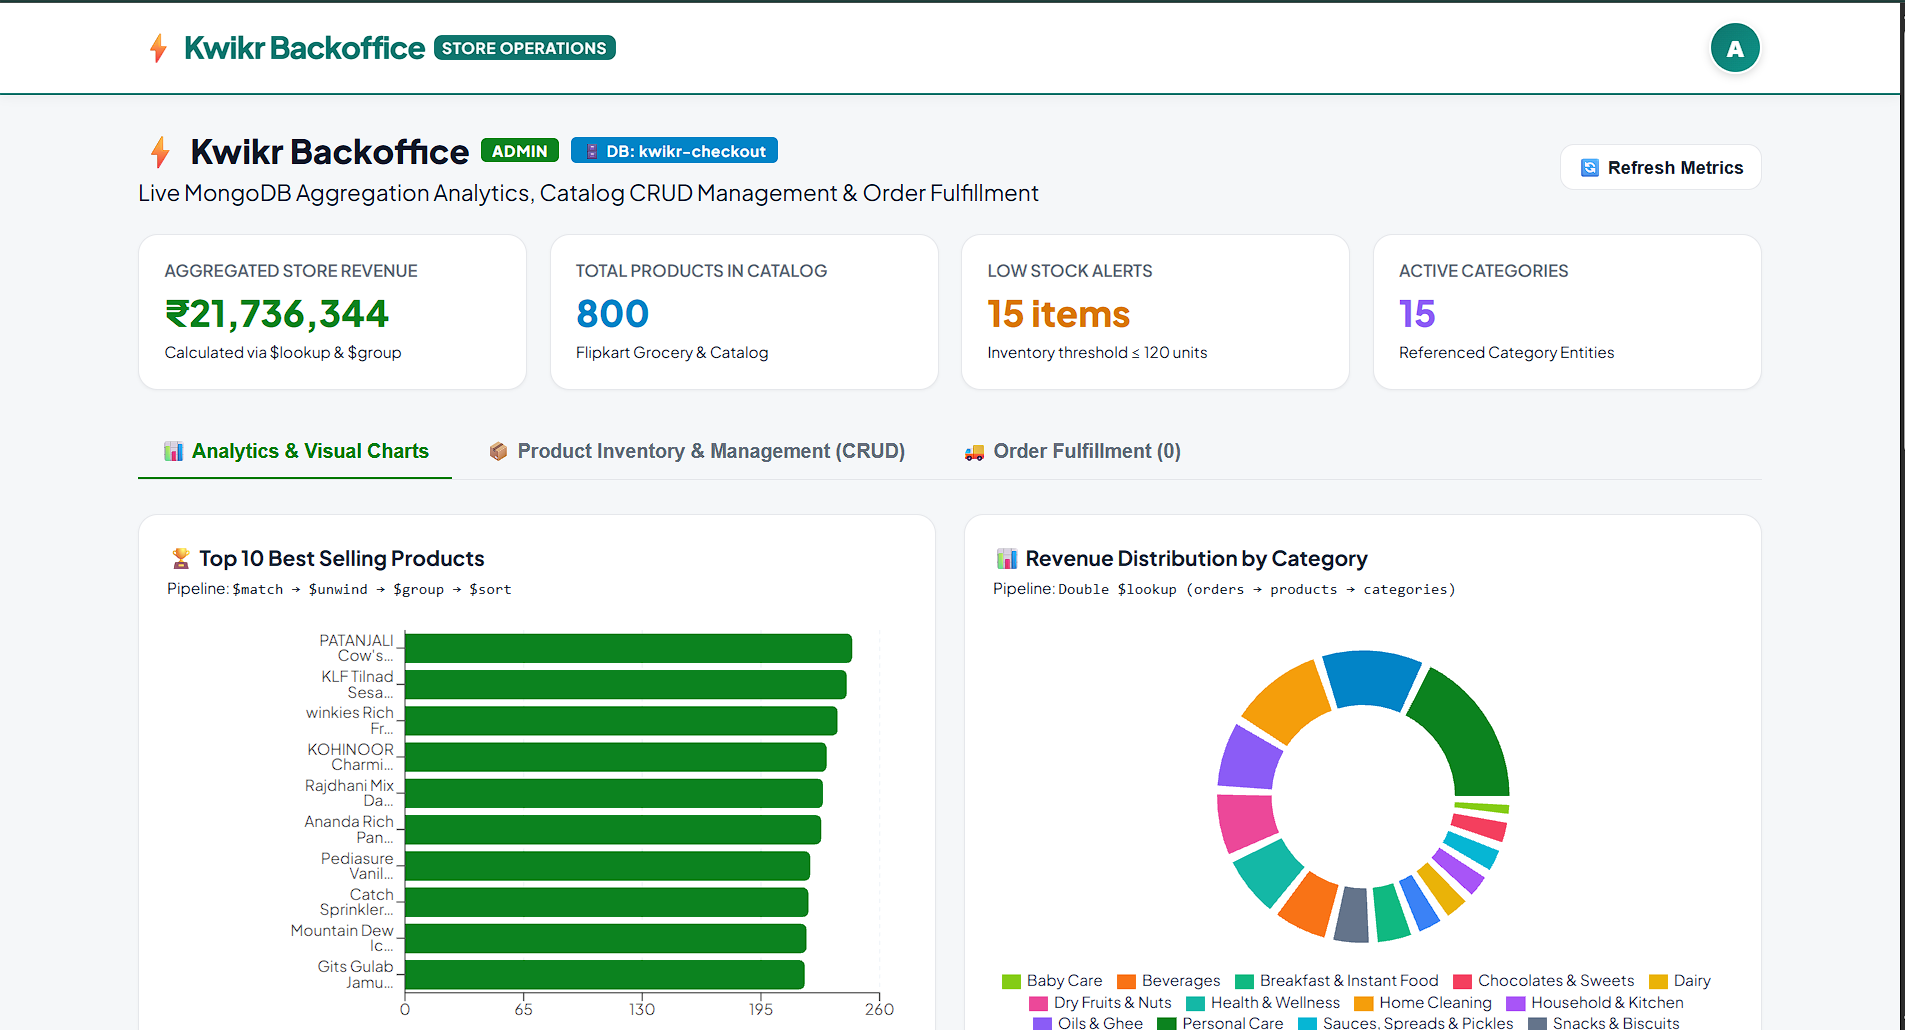 Kwikr Backoffice STORE OPERATIONS
A
Kwikr Backoffice ADMIN DB: kwikr-checkout
Live MongoDB Aggregation Analytics, Catalog CRUD Management & Order Fulfillment
Refresh Metrics
AGGREGATED STORE REVENUE
₹21,736,344
Calculated via $lookup & $group
TOTAL PRODUCTS IN CATALOG
800
Flipkart Grocery & Catalog
LOW STOCK ALERTS
15 items
Inventory threshold ≤ 120 units
ACTIVE CATEGORIES
15
Referenced Category Entities
Analytics & Visual Charts
Product Inventory & Management (CRUD)
Order Fulfillment (0)
Top 10 Best Selling Products
Pipeline: $match → $unwind → $group → $sort
PATANJALI
Cow's...
KLF Tilnad
Sesa...
winkies Rich
Fr...
KOHINOOR
Charmi...
Rajdhani Mix
Da...
Ananda Rich
Pan...
Pediasure
Vanil...
Catch
Sprinkler...
Mountain Dew
Ic...
Gits Gulab
Jamu...
0 65 130 195 260
Revenue Distribution by Category
Pipeline: Double $lookup (orders → products → categories)
Baby Care Beverages Breakfast & Instant Food Chocolates & Sweets Dairy
Dry Fruits & Nuts Health & Wellness Home Cleaning Household & Kitchen
Oils & Ghee Personal Care Sauces, Spreads & Pickles Snacks & Biscuits